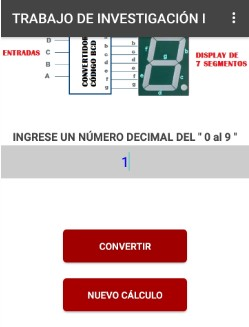 TRABAJO DE INVESTIGACIÓN I
ENTRADAS
D
C
B
A
CONVERTIDOR
CÓDIGO BCD
b
c
d
e
f
g
g
f
b
e
c
d
DISPLAY DE
7 SEGMENTOS
INGRESE UN NÚMERO DECIMAL DEL " 0 al 9 "
1
CONVERTIR
NUEVO CÁLCULO